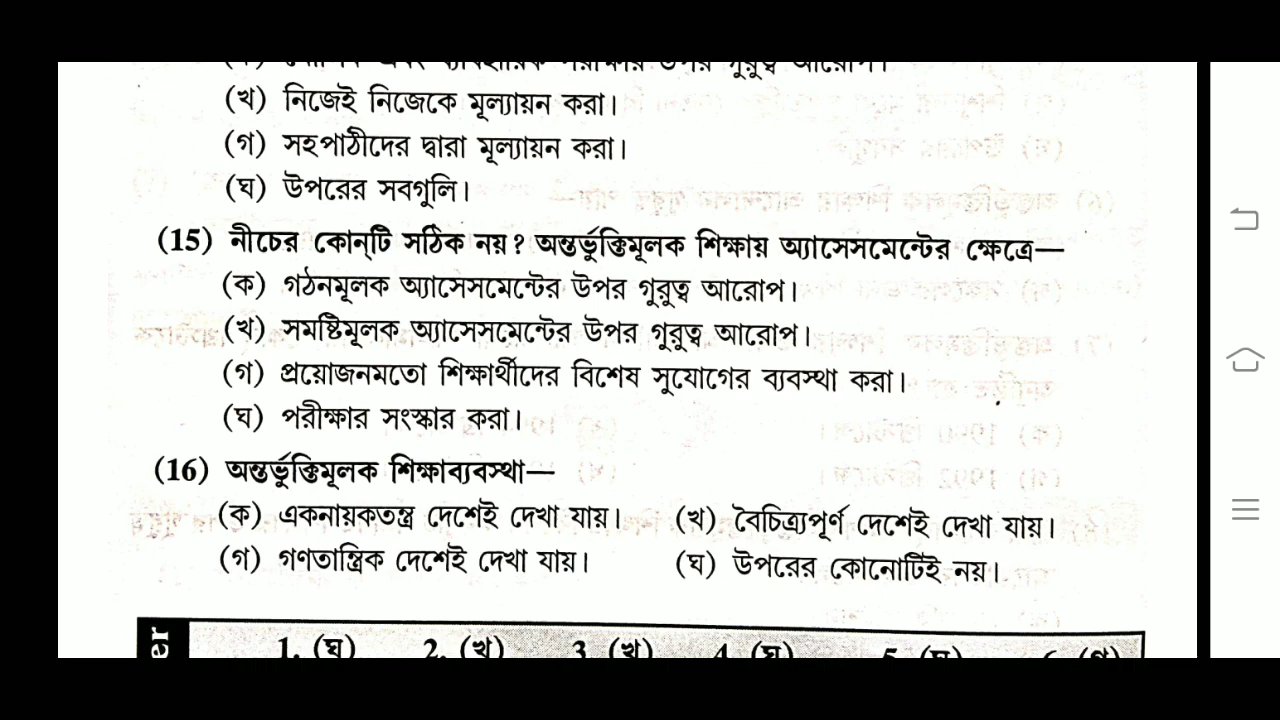 (খ) নিজেই নিজেকে মূল্যায়ন করা।
(গ) সহপাঠীদের দ্বারা মূল্যায়ন করা।
(ঘ) উপরের সবগুলি।
(15) নীচের কোন্‌টি সঠিক নয়? অন্তর্ভুক্তিমূলক শিক্ষায় অ্যাসেসমেন্টের ক্ষেত্রে—
(ক) গঠনমূলক অ্যাসেসমেন্টের উপর গুরুত্ব আরোপ।
(খ) সমষ্টিমূলক অ্যাসেসমেন্টের উপর গুরুত্ব আরোপ।
(গ) প্রয়োজনমতো শিক্ষার্থীদের বিশেষ সুযোগের ব্যবস্থা করা।
(ঘ) পরীক্ষার সংস্কার করা।
(16) অন্তর্ভুক্তিমূলক শিক্ষাব্যবস্থা—
(ক) একনায়কতন্ত্র দেশেই দেখা যায়। (খ) বৈচিত্র্যপূর্ণ দেশেই দেখা যায়।
(গ) গণতান্ত্রিক দেশেই দেখা যায়। (ঘ) উপরের কোনোটিই নয়।
er 1. (ঘ) 2. (খ) 3. (খ) 4. (ঘ)